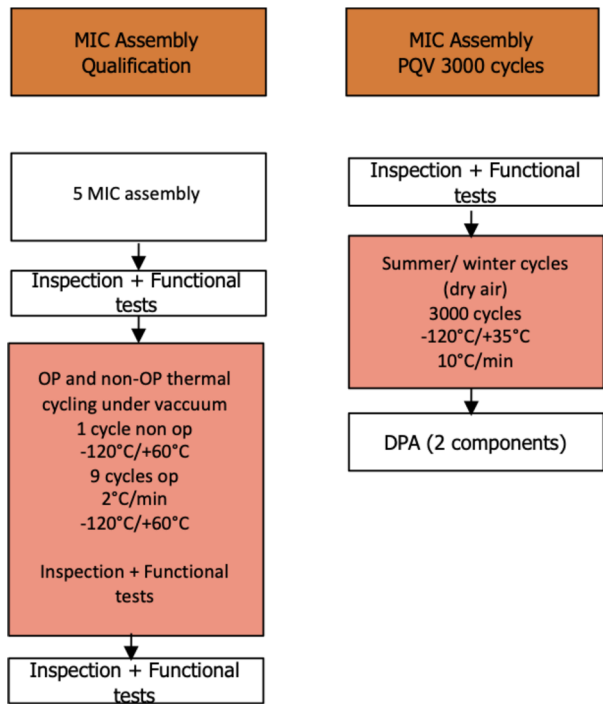 MIC Assembly
Qualification
5 MIC assembly
Inspection + Functional
tests
OP and non-OP thermal
cycling under vaccuum
1 cycle non op
-120°C/+60°C
9 cycles op
2°C/min
-120°C/+60°C
Inspection + Functional
tests
Inspection + Functional
tests
MIC Assembly
PQV 3000 cycles
Inspection + Functional
tests
Summer/ winter cycles
(dry air)
3000 cycles
-120°C/+35°C
10°C/min
DPA (2 components)